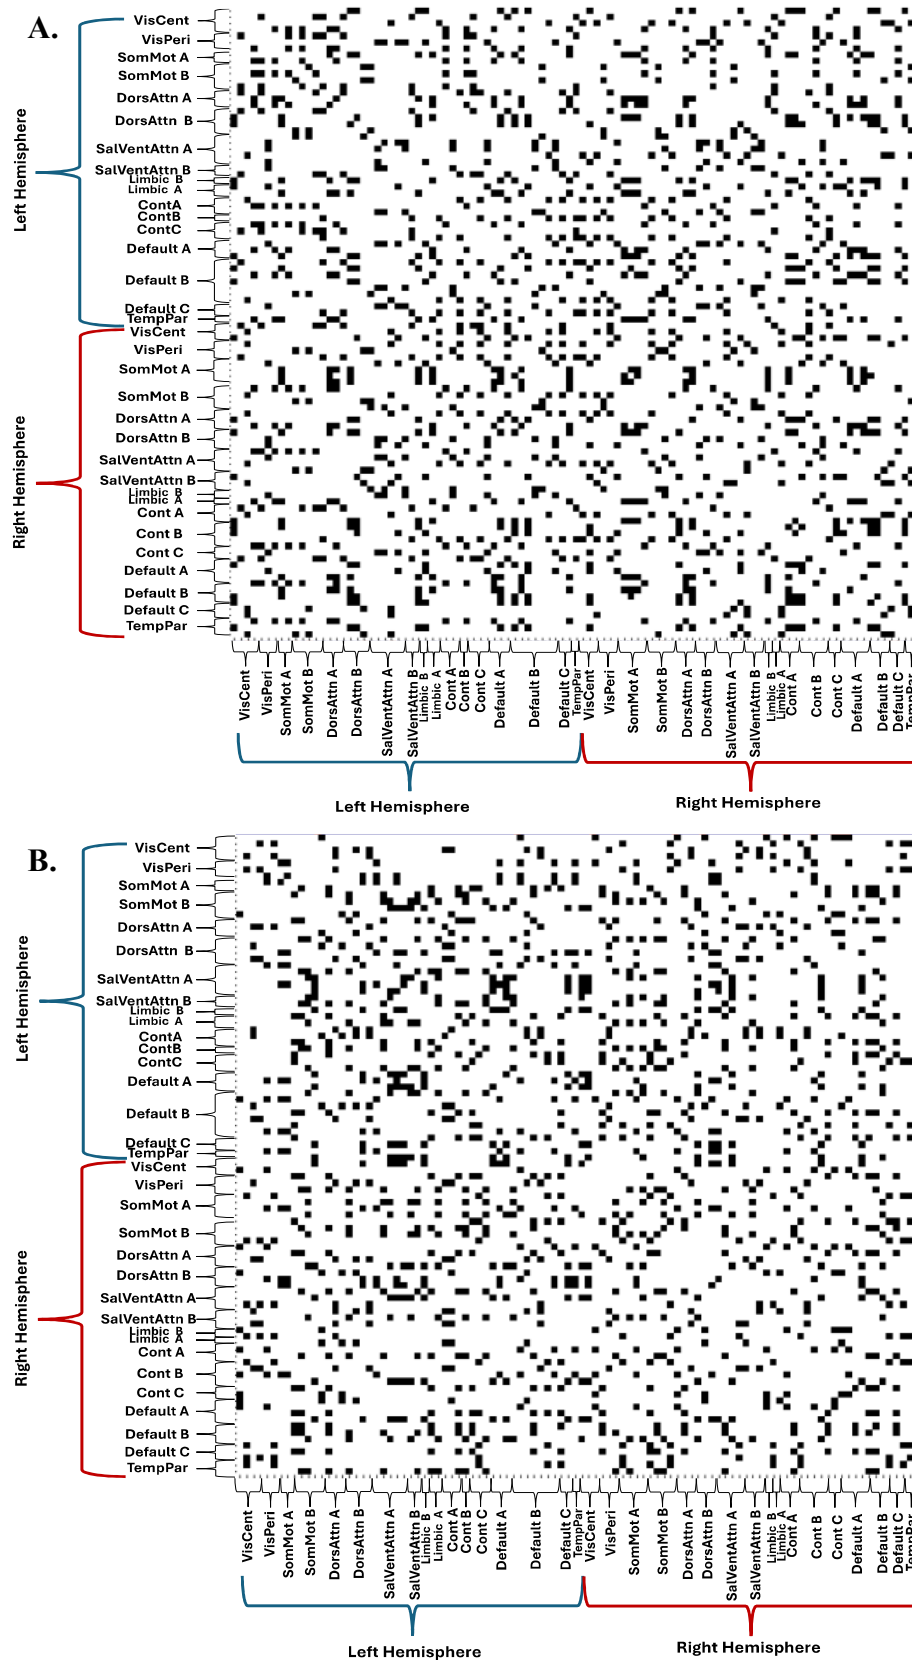 A.
VisCent
VisPeri
SomMot A
SomMot B
DorsAttn A
DorsAttn B
SalVentAttn A
SalVentAttn B
Limbic B
Limbic A
ContA
ContB
ContC
Default A
Default B
Default C
TempPar
VisCent
VisPeri
SomMot A
SomMot B
DorsAttn A
DorsAttn B
SalVentAttn A
SalVentAttn B
Limbic B
Limbic A
Cont A
Cont B
Cont C
Default A
Default B
Default C
TempPar
Left Hemisphere
Right Hemisphere
VisCent
VisPeri
SomMot A
SomMot B
DorsAttn A
DorsAttn B
SalVentAttn A
SalVentAttn B
Limbic B
Limbic A
Cont A
Cont B
Cont C
Default A
Default B
Default C
TempPar
VisCent
VisPeri
SomMot A
SomMot B
DorsAttn A
DorsAttn B
SalVentAttn A
SalVentAttn B
Limbic B
Limbic A
Cont A
Cont B
Cont C
Default A
Default B
Default C
Left Hemisphere
Right Hemisphere
B.
VisCent
VisPeri
SomMot A
SomMot B
DorsAttn A
DorsAttn B
SalVentAttn A
SalVentAttn B
Limbic B
Limbic A
ContA
ContB
ContC
Default A
Default B
Default C
TempPar
VisCent
VisPeri
SomMot A
SomMot B
DorsAttn A
DorsAttn B
SalVentAttn A
SalVentAttn B
Limbic B
Limbic A
Cont A
Cont B
Cont C
Default A
Default B
Default C
TempPar
Left Hemisphere
Right Hemisphere
VisCent
VisPeri
SomMot A
SomMot B
DorsAttn A
DorsAttn B
SalVentAttn A
SalVentAttn B
Limbic B
Limbic A
Cont A
Cont B
Cont C
Default A
Default B
Default C
TempPar
VisCent
VisPeri
SomMot A
SomMot B
DorsAttn A
DorsAttn B
SalVentAttn A
SalVentAttn B
Limbic B
Limbic A
Cont A
Cont B
Cont C
Default A
Default B
Default C
Left Hemisphere
Right Hemisphere